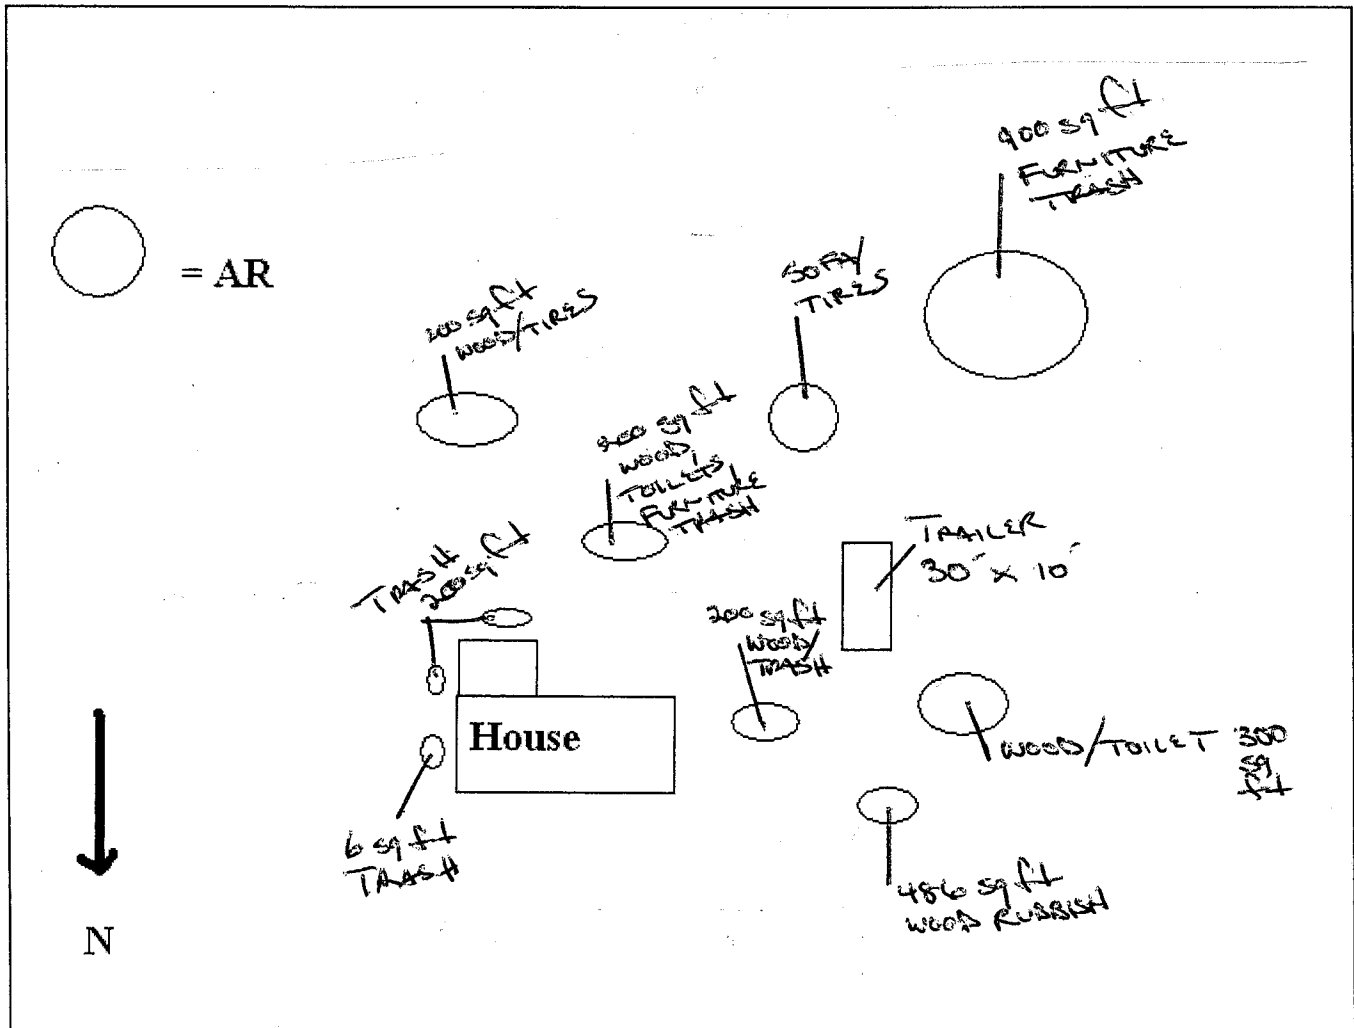 900 sq ft
FURNITURE
TRASH
= AR
SOFA/
TIRES
200 sq ft
WOOD/TIRES
sq ft
WOOD,
TOILETS
FURNITURE
TRASH
TRAILER
30' x 10'
TRASH
200 sq ft
200 sq ft
WOOD/
TRASH
House
WOOD/TOILET 300
sq
ft
6 sq ft
TRASH
486 sq ft
WOOD RUBBISH
N